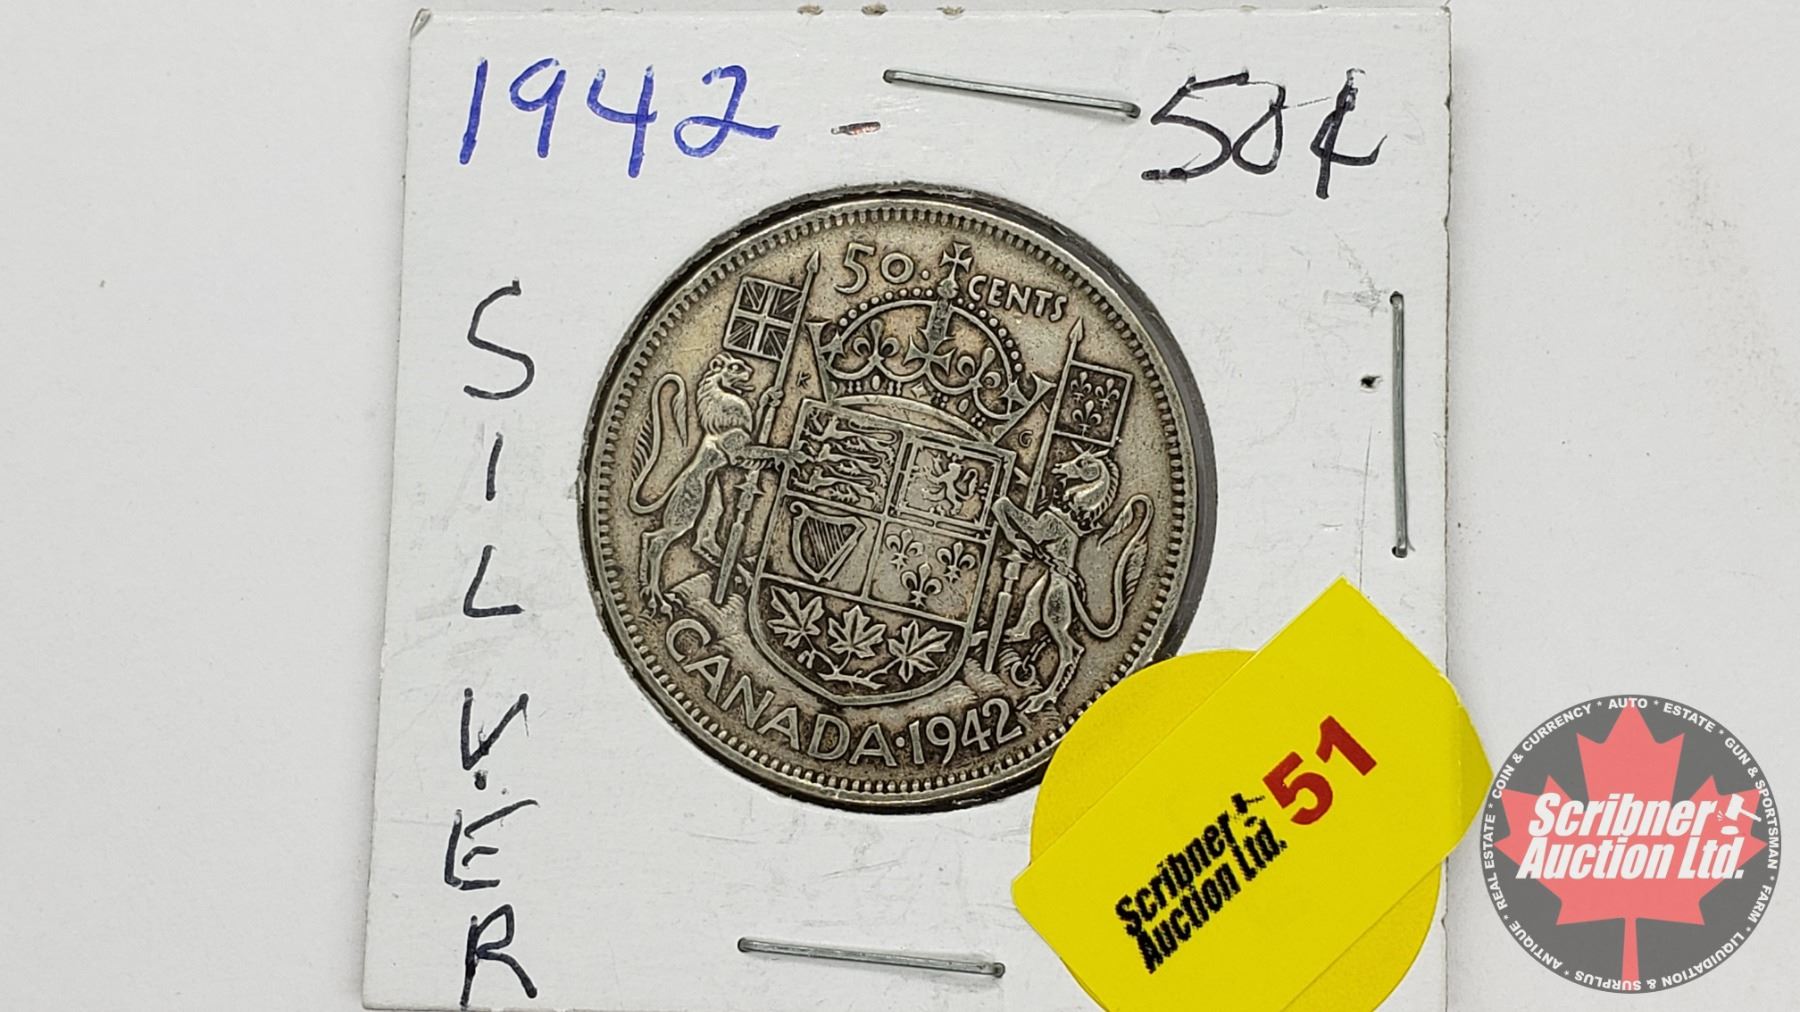 1942 - 50¢
SILVER
50 · CENTS
K G
CANADA · 1942
Scribner
Auction Ltd. 51
Scribner
Auction Ltd.
* AUTO * ESTATE * GUN & SPORTSMAN * FARM * LIQUIDATION & SURPLUS * ANTIQUE * REAL ESTATE * COIN & CURRENCY